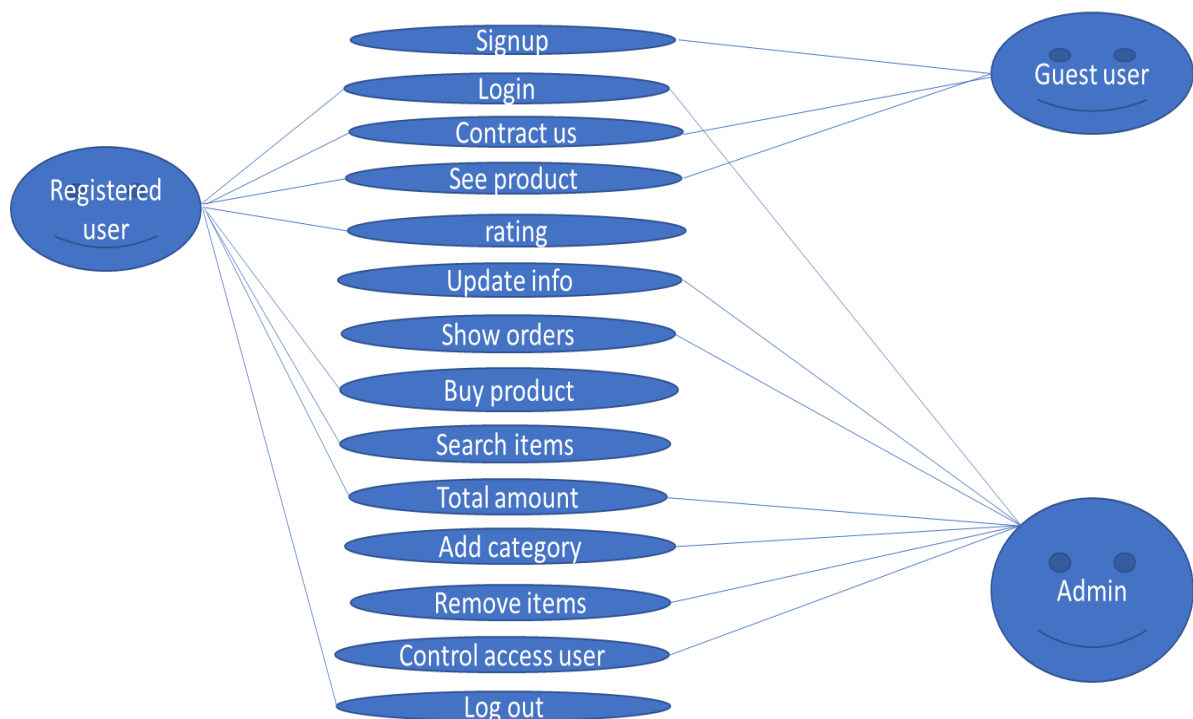 Signup
Guest user
Login
Contract us
See product
Registered
user
rating
Update info
Show orders
Buy product
Search items
Total amount
Add category
Admin
Remove items
Control access user
Log out